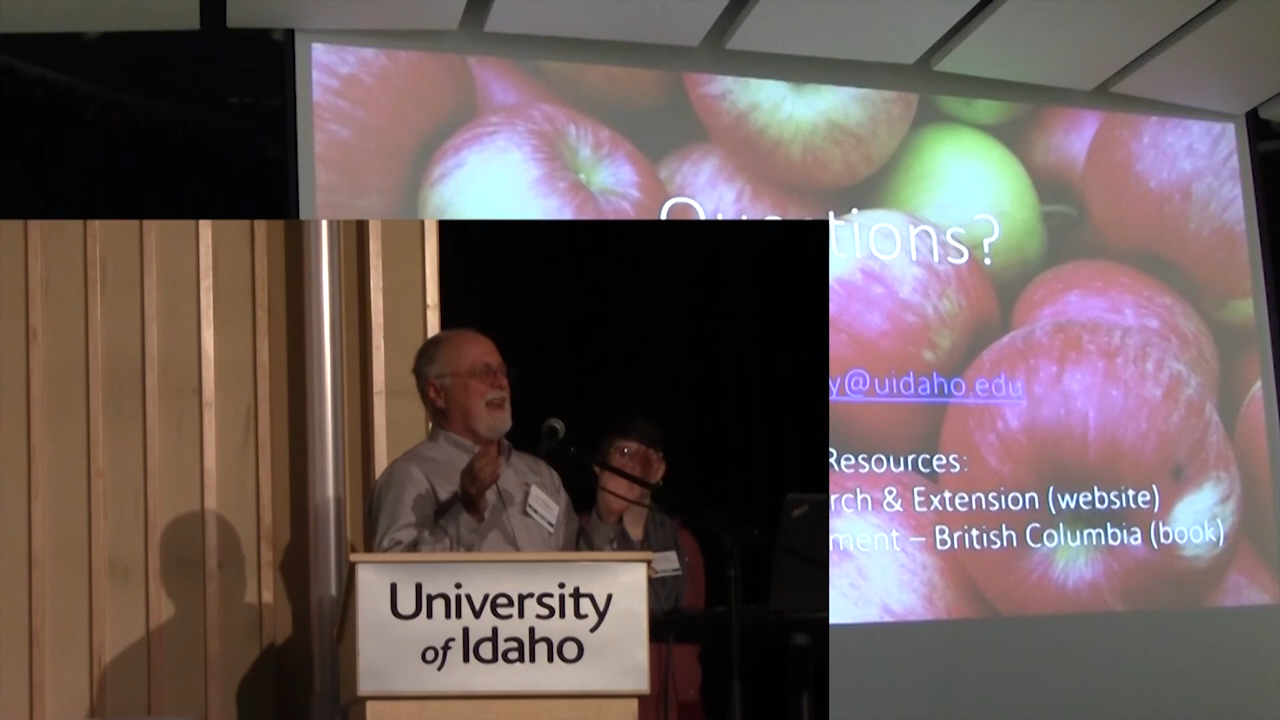 tions?
y@uidaho.edu
Resources:
rch & Extension (website)
ment – British Columbia (book)
University
of Idaho